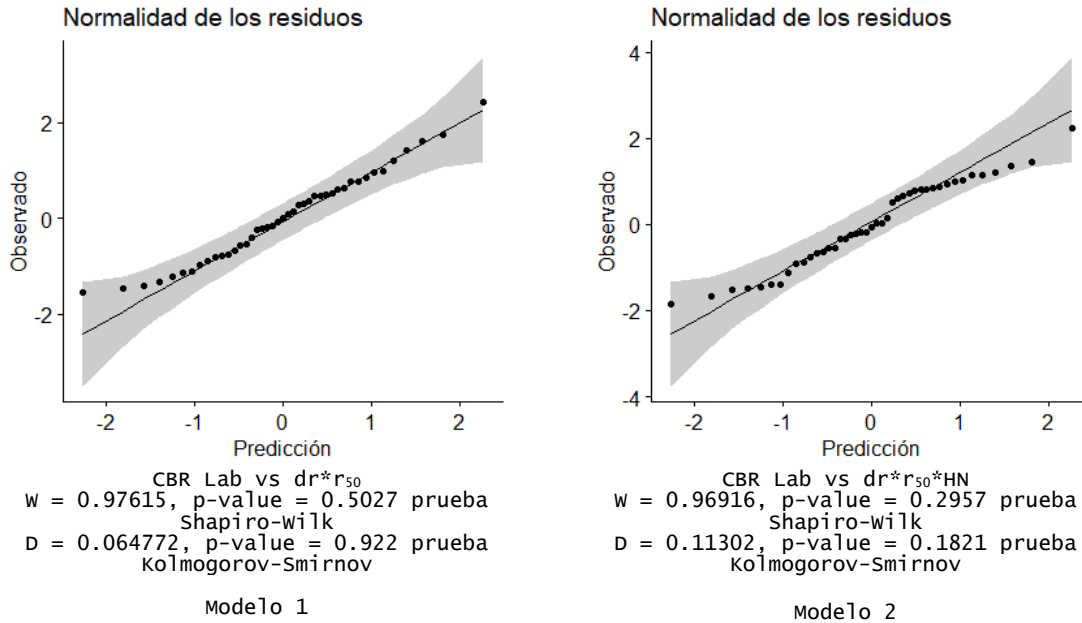 Normalidad de los residuos
Observado
2
0
-2
-2
-1
0
1
2
Predicción
CBR Lab vs dr*r₅₀
W = 0.97615, p-value = 0.5027 prueba
Shapiro-Wilk
D = 0.064772, p-value = 0.922 prueba
Kolmogorov-Smirnov
Modelo 1
Normalidad de los residuos
Observado
4
2
0
-2
-4
-2
-1
0
1
2
Predicción
CBR Lab vs dr*r₅₀*HN
W = 0.96916, p-value = 0.2957 prueba
Shapiro-Wilk
D = 0.11302, p-value = 0.1821 prueba
Kolmogorov-Smirnov
Modelo 2